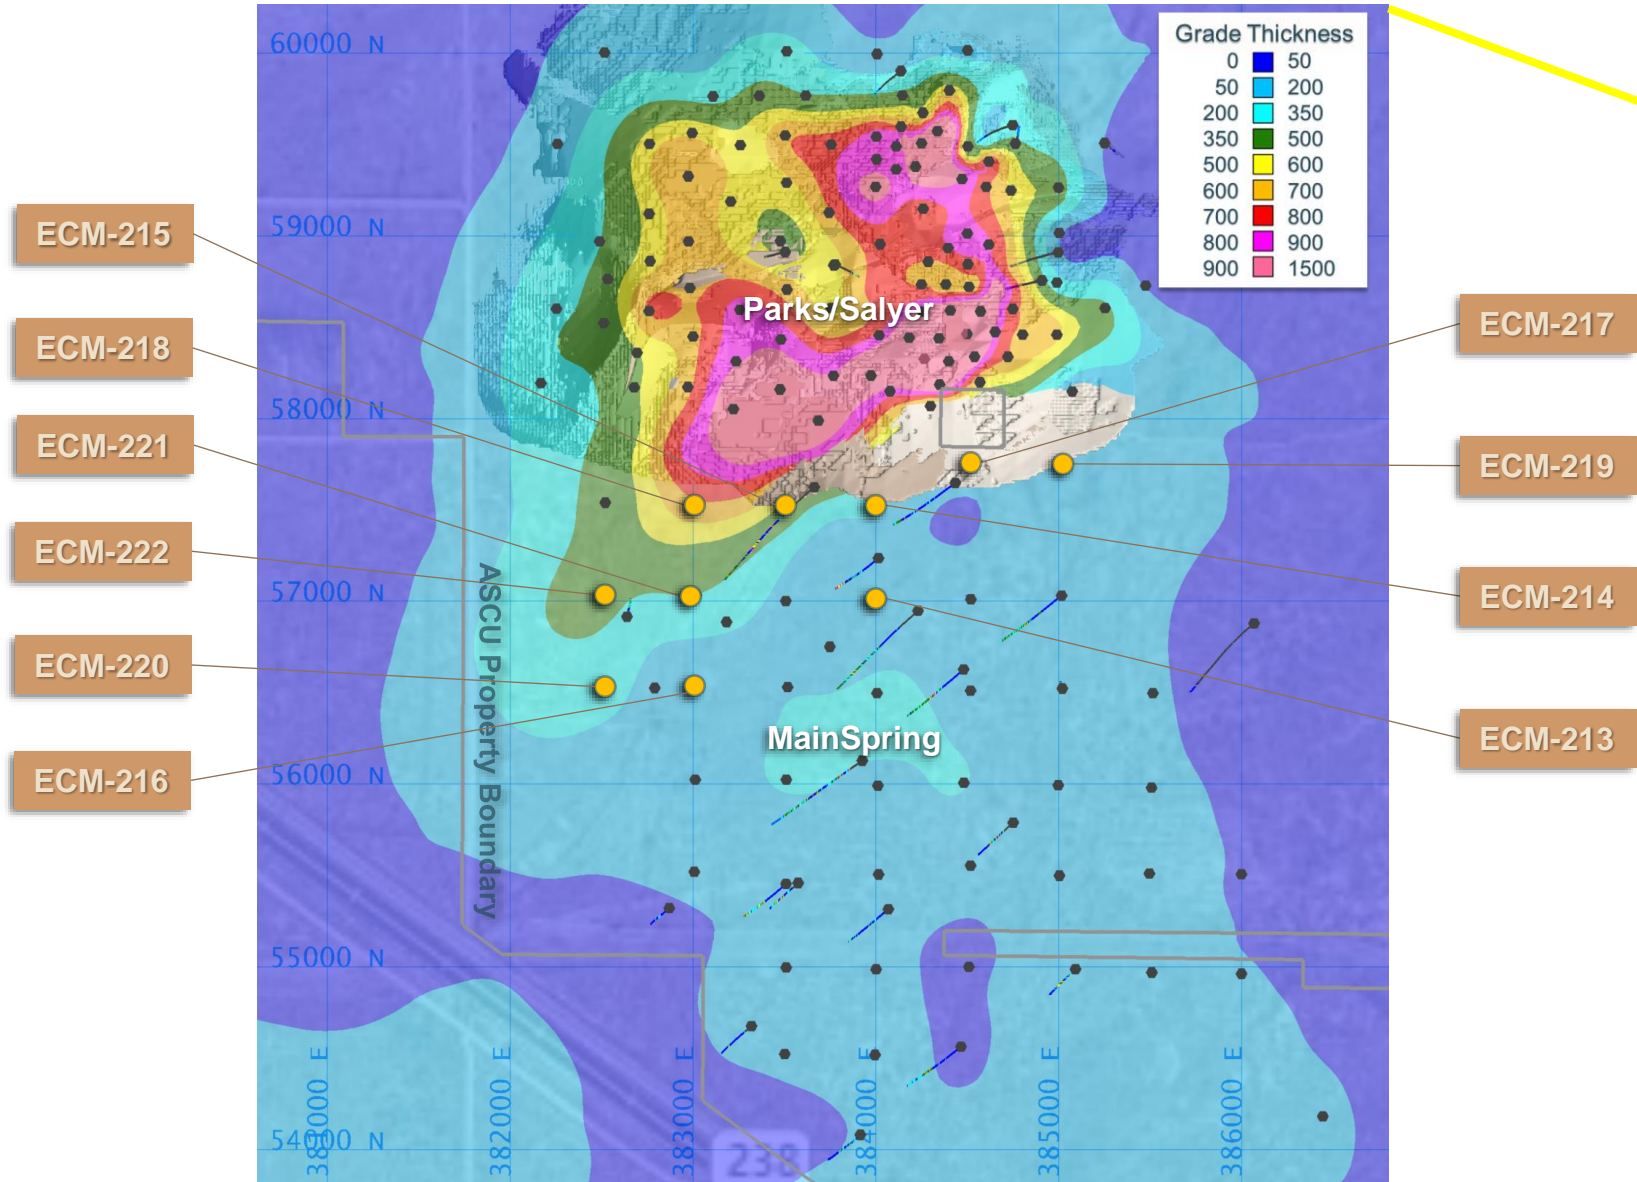 60000 N
59000 N
58000 N
57000 N
56000 N
55000 N
54000 N
Grade Thickness
0 50
50 200
200 350
350 500
500 600
600 700
700 800
800 900
900 1500
ECM-215
ECM-218
ECM-221
ECM-222
ECM-220
ECM-216
ECM-217
ECM-219
ECM-214
ECM-213
Parks/Salyer
MainSpring
ASCU Property Boundary
382000 E
383000 E
384000 E
385000 E
386000 E
238